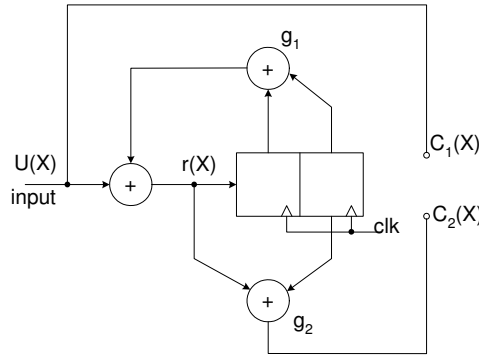 g1
+
C1(X)
U(X)
r(X)
input
+
C2(X)
clk
+
g2